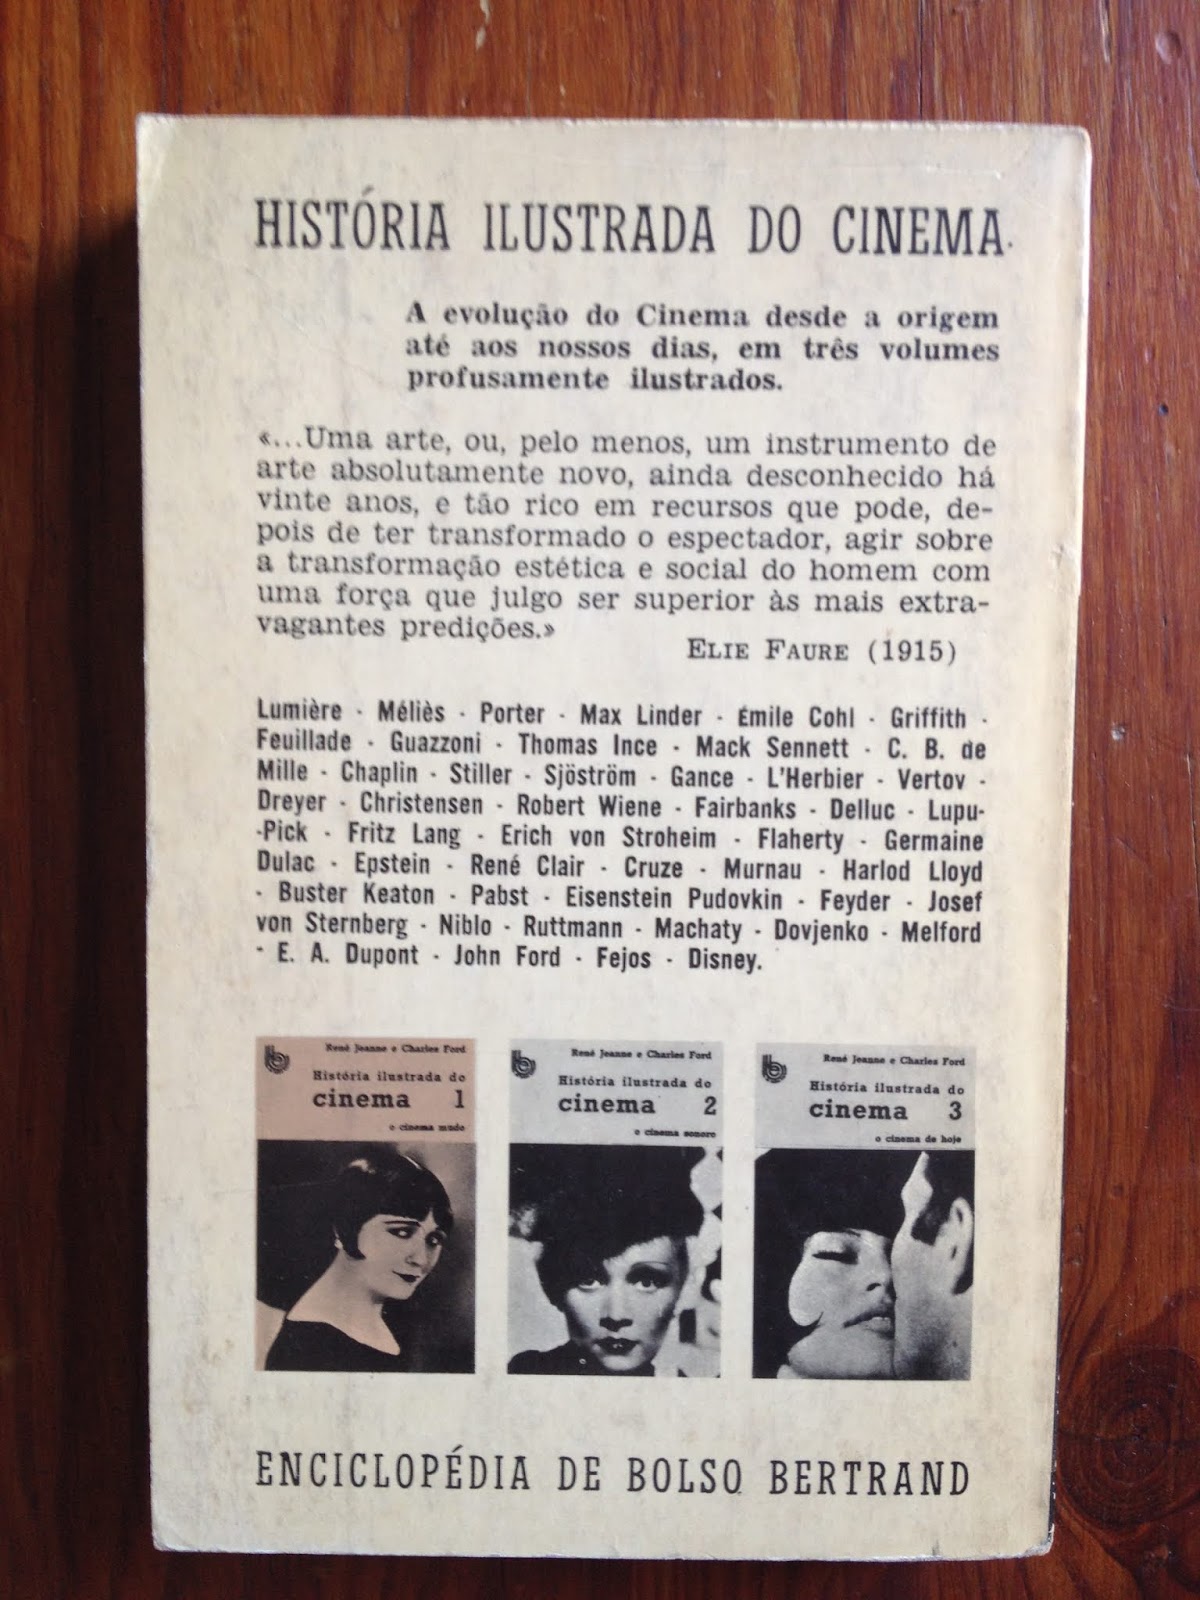 HISTÓRIA ILUSTRADA DO CINEMA
A evolução do Cinema desde a origem
até aos nossos dias, em três volumes
profusamente ilustrados.
«...Uma arte, ou, pelo menos, um instrumento de
arte absolutamente novo, ainda desconhecido há
vinte anos, e tão rico em recursos que pode, de-
pois de ter transformado o espectador, agir sobre
a transformação estética e social do homem com
uma força que julgo ser superior às mais extra-
vagantes predições.»
ELIE FAURE (1915)
Lumière · Méliès · Porter · Max Linder · Émile Cohl · Griffith ·
Feuillade · Guazzoni · Thomas Ince · Mack Sennett · C. B. de
Mille · Chaplin · Stiller · Sjöström · Gance · L'Herbier · Vertov ·
Dreyer · Christensen · Robert Wiene · Fairbanks · Delluc · Lupu-
-Pick · Fritz Lang · Erich von Stroheim · Flaherty · Germaine
Dulac · Epstein · René Clair · Cruze · Murnau · Harlod Lloyd
· Buster Keaton · Pabst · Eisenstein Pudovkin · Feyder · Josef
von Sternberg · Niblo · Ruttmann · Machaty · Dovjenko · Melford
· E. A. Dupont · John Ford · Fejos · Disney.
René Jeanne e Charles Ford
História ilustrada do
cinema 1
o cinema mudo
René Jeanne e Charles Ford
História ilustrada do
cinema 2
o cinema sonoro
René Jeanne e Charles Ford
História ilustrada do
cinema 3
o cinema de hoje
ENCICLOPÉDIA DE BOLSO BERTRAND